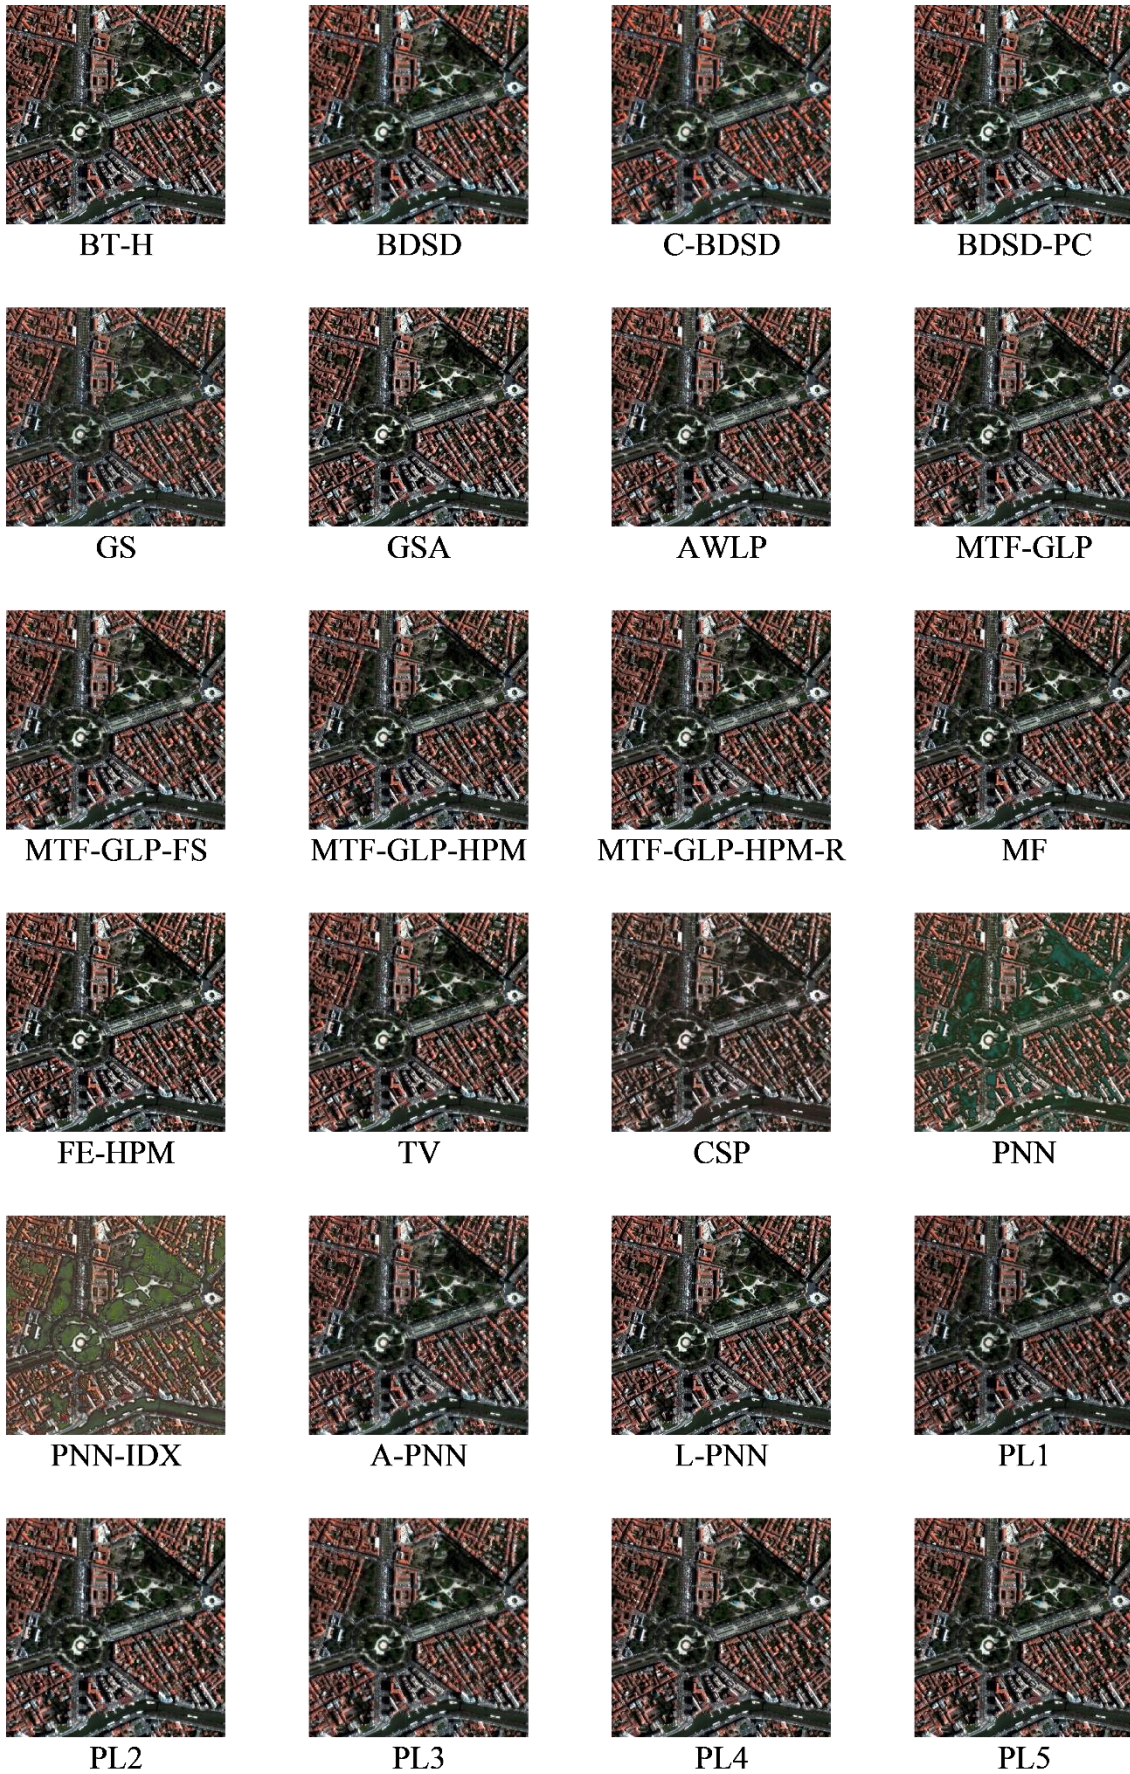 BT-H BDSD C-BDSD BDSD-PC
GS GSA AWLP MTF-GLP
MTF-GLP-FS MTF-GLP-HPM MTF-GLP-HPM-R MF
FE-HPM TV CSP PNN
PNN-IDX A-PNN L-PNN PL1
PL2 PL3 PL4 PL5